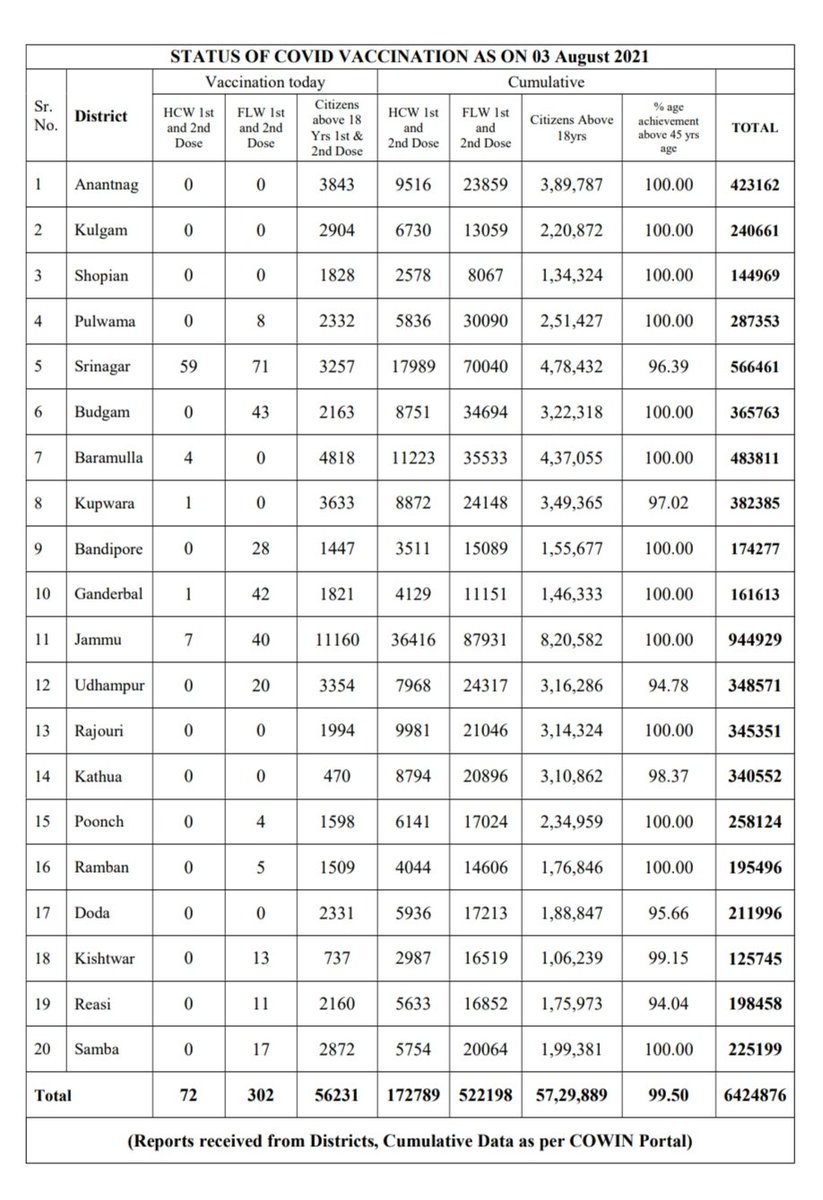 STATUS OF COVID VACCINATION AS ON 03 August 2021
Vaccination today Cumulative
Sr. No. District HCW 1st and 2nd Dose FLW 1st and 2nd Dose Citizens above 18 Yrs 1st & 2nd Dose HCW 1st and 2nd Dose FLW 1st and 2nd Dose Citizens Above 18yrs % age achievement above 45 yrs age TOTAL
1 Anantnag 0 0 3843 9516 23859 3,89,787 100.00 423162
2 Kulgam 0 0 2904 6730 13059 2,20,872 100.00 240661
3 Shopian 0 0 1828 2578 8067 1,34,324 100.00 144969
4 Pulwama 0 8 2332 5836 30090 2,51,427 100.00 287353
5 Srinagar 59 71 3257 17989 70040 4,78,432 96.39 566461
6 Budgam 0 43 2163 8751 34694 3,22,318 100.00 365763
7 Baramulla 4 0 4818 11223 35533 4,37,055 100.00 483811
8 Kupwara 1 0 3633 8872 24148 3,49,365 97.02 382385
9 Bandipore 0 28 1447 3511 15089 1,55,677 100.00 174277
10 Ganderbal 1 42 1821 4129 11151 1,46,333 100.00 161613
11 Jammu 7 40 11160 36416 87931 8,20,582 100.00 944929
12 Udhampur 0 20 3354 7968 24317 3,16,286 94.78 348571
13 Rajouri 0 0 1994 9981 21046 3,14,324 100.00 345351
14 Kathua 0 0 470 8794 20896 3,10,862 98.37 340552
15 Poonch 0 4 1598 6141 17024 2,34,959 100.00 258124
16 Ramban 0 5 1509 4044 14606 1,76,846 100.00 195496
17 Doda 0 0 2331 5936 17213 1,88,847 95.66 211996
18 Kishtwar 0 13 737 2987 16519 1,06,239 99.15 125745
19 Reasi 0 11 2160 5633 16852 1,75,973 94.04 198458
20 Samba 0 17 2872 5754 20064 1,99,381 100.00 225199
Total 72 302 56231 172789 522198 57,29,889 99.50 6424876
(Reports received from Districts, Cumulative Data as per COWIN Portal)